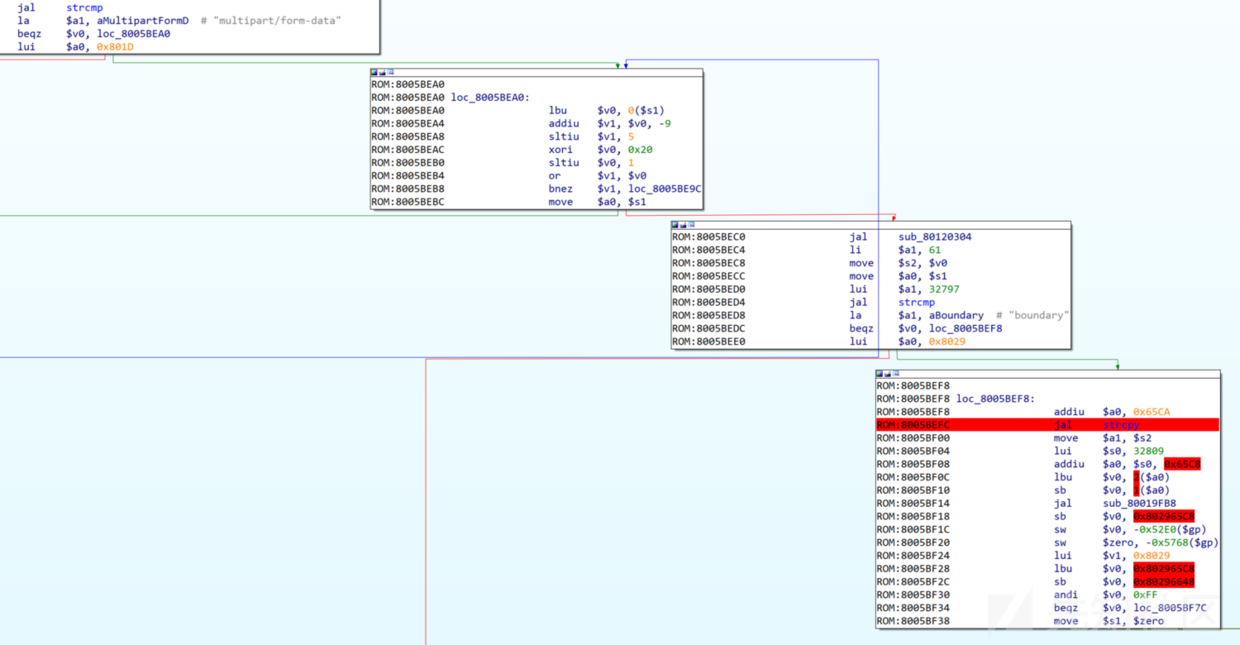 jal strcmp
la $a1, aMultipartFormD # "multipart/form-data"
beqz $v0, loc_8005BEA0
lui $a0, 0x801D
ROM:8005BEA0
ROM:8005BEA0 loc_8005BEA0:
ROM:8005BEA0 lbu $v0, 0($s1)
ROM:8005BEA4 addiu $v1, $v0, -9
ROM:8005BEA8 sltiu $v1, 5
ROM:8005BEAC xori $v0, 0x20
ROM:8005BEB0 sltiu $v0, 1
ROM:8005BEB4 or $v1, $v0
ROM:8005BEB8 bnez $v1, loc_8005BE9C
ROM:8005BEBC move $a0, $s1
ROM:8005BEC0 jal sub_80120304
ROM:8005BEC4 li $a1, 61
ROM:8005BEC8 move $s2, $v0
ROM:8005BECC move $a0, $s1
ROM:8005BED0 lui $a1, 32797
ROM:8005BED4 jal strcmp
ROM:8005BED8 la $a1, aBoundary # "boundary"
ROM:8005BEDC beqz $v0, loc_8005BEF8
ROM:8005BEE0 lui $a0, 0x8029
ROM:8005BEF8
ROM:8005BEF8 loc_8005BEF8:
ROM:8005BEF8 addiu $a0, 0x65CA
ROM:8005BEFC jal strcpy
ROM:8005BF00 move $a1, $s2
ROM:8005BF04 lui $s0, 32809
ROM:8005BF08 addiu $a0, $s0, 0x65C8
ROM:8005BF0C lbu $v0, 2($a0)
ROM:8005BF10 sb $v0, 1($a0)
ROM:8005BF14 jal sub_80019FB8
ROM:8005BF18 sb $v0, 0x802965C8
ROM:8005BF1C sw $v0, -0x52E0($gp)
ROM:8005BF20 sw $zero, -0x5768($gp)
ROM:8005BF24 lui $v1, 0x8029
ROM:8005BF28 lbu $v0, 0x802965C8
ROM:8005BF2C sb $v0, 0x80296648
ROM:8005BF30 andi $v0, 0xFF
ROM:8005BF34 beqz $v0, loc_8005BF7C
ROM:8005BF38 move $s1, $zero